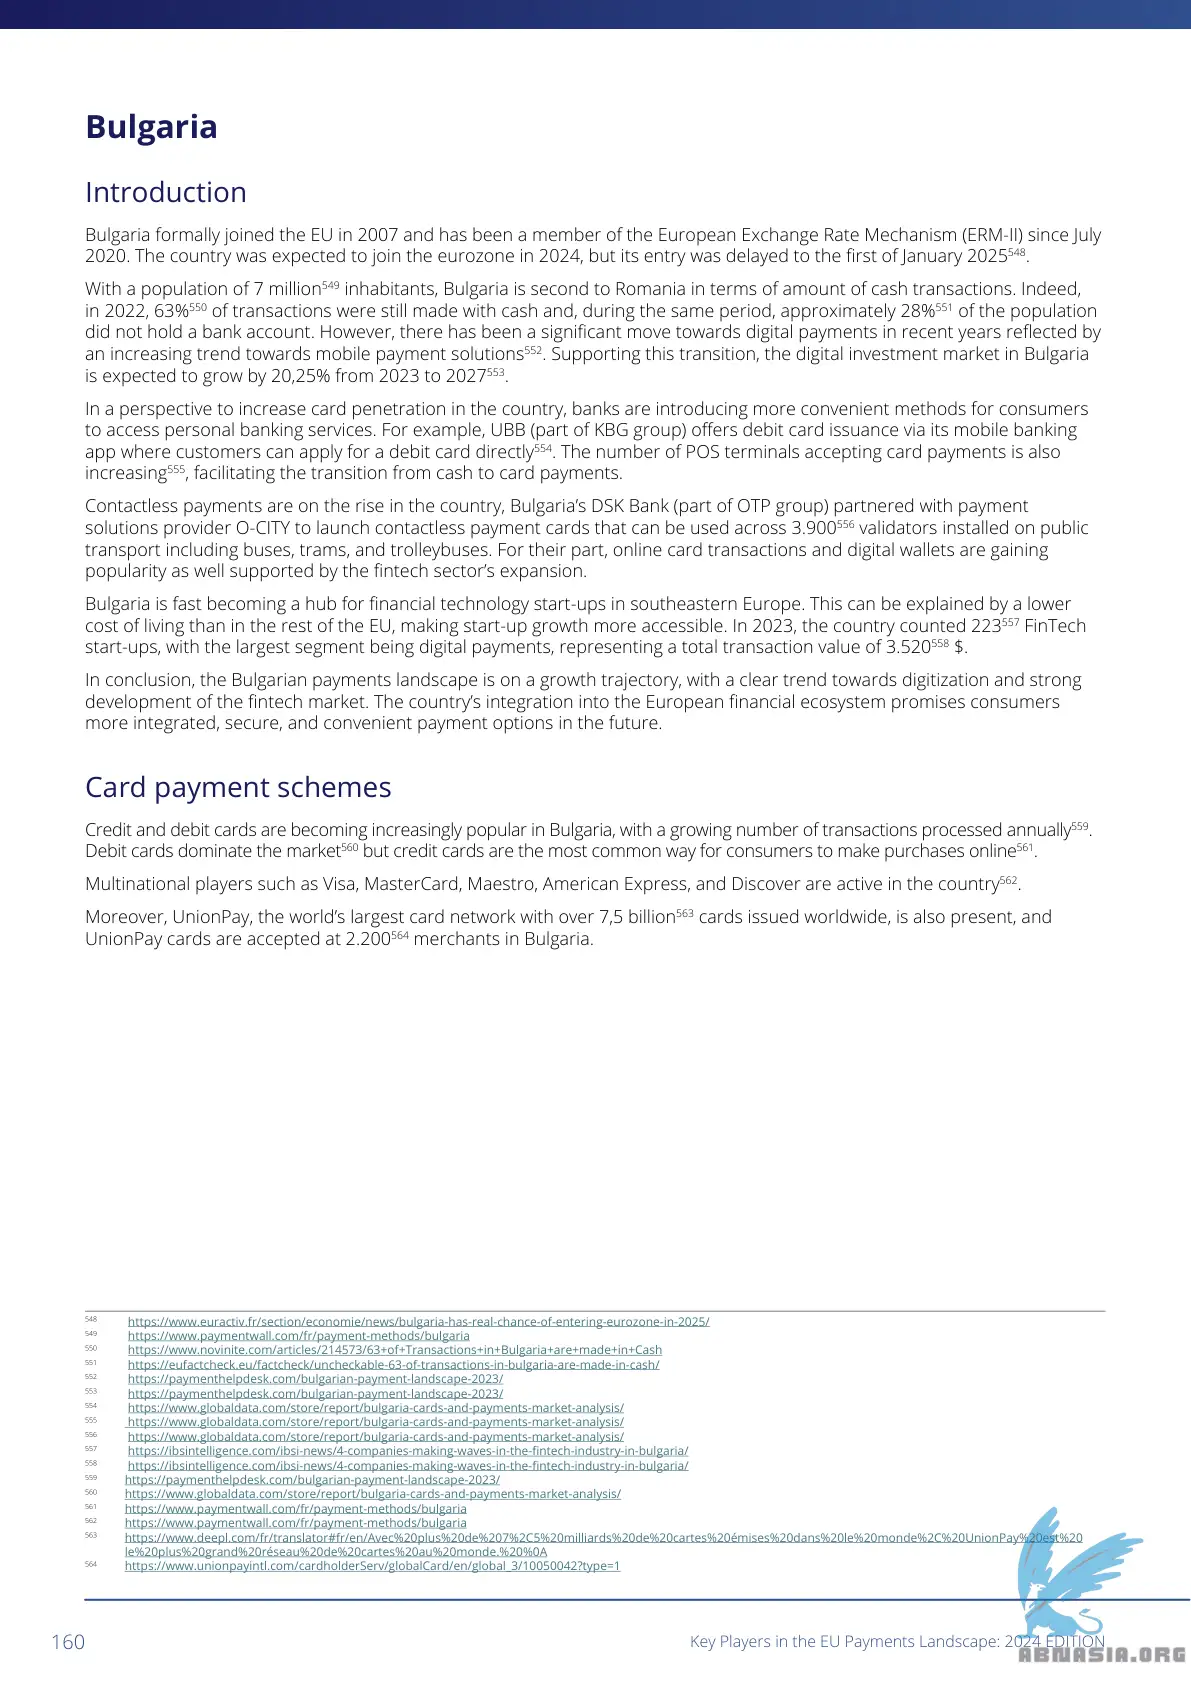 Bulgaria
Introduction
Bulgaria formally joined the EU in 2007 and has been a member of the European Exchange Rate Mechanism (ERM-II) since July
2020. The country was expected to join the eurozone in 2024, but its entry was delayed to the first of January 2025548.
With a population of 7 million549 inhabitants, Bulgaria is second to Romania in terms of amount of cash transactions. Indeed,
in 2022, 63%550 of transactions were still made with cash and, during the same period, approximately 28%551 of the population
did not hold a bank account. However, there has been a significant move towards digital payments in recent years reflected by
an increasing trend towards mobile payment solutions552. Supporting this transition, the digital investment market in Bulgaria
is expected to grow by 20,25% from 2023 to 2027553.
In a perspective to increase card penetration in the country, banks are introducing more convenient methods for consumers
to access personal banking services. For example, UBB (part of KBG group) offers debit card issuance via its mobile banking
app where customers can apply for a debit card directly554. The number of POS terminals accepting card payments is also
increasing555, facilitating the transition from cash to card payments.
Contactless payments are on the rise in the country, Bulgaria's DSK Bank (part of OTP group) partnered with payment
solutions provider O-CITY to launch contactless payment cards that can be used across 3.900556 validators installed on public
transport including buses, trams, and trolleybuses. For their part, online card transactions and digital wallets are gaining
popularity as well supported by the fintech sector's expansion.
Bulgaria is fast becoming a hub for financial technology start-ups in southeastern Europe. This can be explained by a lower
cost of living than in the rest of the EU, making start-up growth more accessible. In 2023, the country counted 223557 FinTech
start-ups, with the largest segment being digital payments, representing a total transaction value of 3.520558 $.
In conclusion, the Bulgarian payments landscape is on a growth trajectory, with a clear trend towards digitization and strong
development of the fintech market. The country's integration into the European financial ecosystem promises consumers
more integrated, secure, and convenient payment options in the future.
Card payment schemes
Credit and debit cards are becoming increasingly popular in Bulgaria, with a growing number of transactions processed annually559.
Debit cards dominate the market560 but credit cards are the most common way for consumers to make purchases online561.
Multinational players such as Visa, MasterCard, Maestro, American Express, and Discover are active in the country562.
Moreover, UnionPay, the world's largest card network with over 7,5 billion563 cards issued worldwide, is also present, and
UnionPay cards are accepted at 2.200564 merchants in Bulgaria.
548 https://www.euractiv.fr/section/economie/news/bulgaria-has-real-chance-of-entering-eurozone-in-2025/
549 https://www.paymentwall.com/fr/payment-methods/bulgaria
550 https://www.novinite.com/articles/214573/63+of+Transactions+in+Bulgaria+are+made+in+Cash
551 https://eufactcheck.eu/factcheck/uncheckable-63-of-transactions-in-bulgaria-are-made-in-cash/
552 https://paymenthelpdesk.com/bulgarian-payment-landscape-2023/
553 https://paymenthelpdesk.com/bulgarian-payment-landscape-2023/
554 https://www.globaldata.com/store/report/bulgaria-cards-and-payments-market-analysis/
555 https://www.globaldata.com/store/report/bulgaria-cards-and-payments-market-analysis/
556 https://www.globaldata.com/store/report/bulgaria-cards-and-payments-market-analysis/
557 https://ibsintelligence.com/ibsi-news/4-companies-making-waves-in-the-fintech-industry-in-bulgaria/
558 https://ibsintelligence.com/ibsi-news/4-companies-making-waves-in-the-fintech-industry-in-bulgaria/
559 https://paymenthelpdesk.com/bulgarian-payment-landscape-2023/
560 https://www.globaldata.com/store/report/bulgaria-cards-and-payments-market-analysis/
561 https://www.paymentwall.com/fr/payment-methods/bulgaria
562 https://www.paymentwall.com/fr/payment-methods/bulgaria
563 https://www.deepl.com/fr/translator#fr/en/Avec%20plus%20de%207%2C5%20milliards%20de%20cartes%20émises%20dans%20le%20monde%2C%20UnionPay%20est%20
le%20plus%20grand%20réseau%20de%20cartes%20au%20monde.%20%0A
564 https://www.unionpayintl.com/cardholderServ/globalCard/en/global_3/10050042?type=1
160
Key Players in the EU Payments Landscape: 2024 EDITION
ABNASIA.ORG